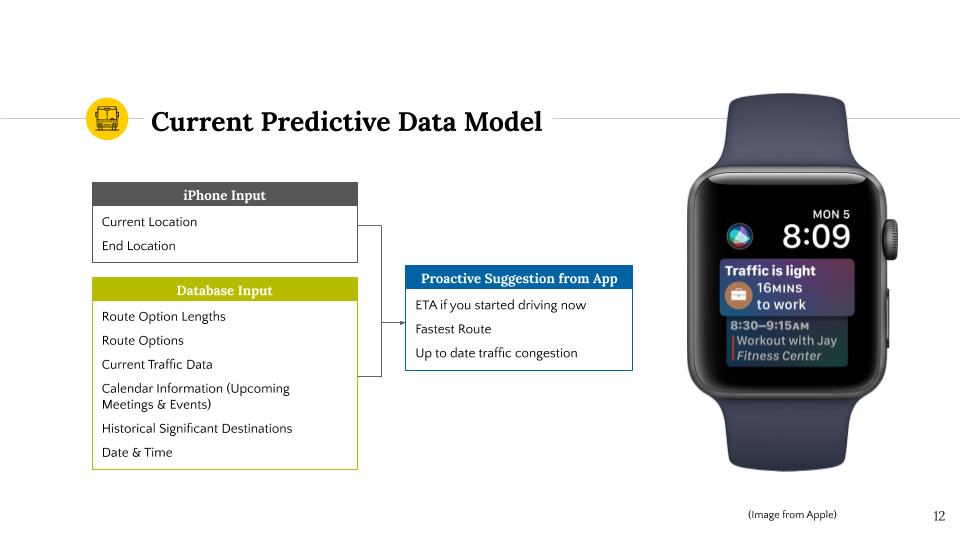 Current Predictive Data Model
iPhone Input
Current Location
End Location
Database Input
Route Option Lengths
Route Options
Current Traffic Data
Calendar Information (Upcoming
Meetings & Events)
Historical Significant Destinations
Date & Time
Proactive Suggestion from App
ETA if you started driving now
Fastest Route
Up to date traffic congestion
MON 5
8:09
Traffic is light
16MINS
to work
8:30–9:15AM
Workout with Jay
Fitness Center
(Image from Apple)
12